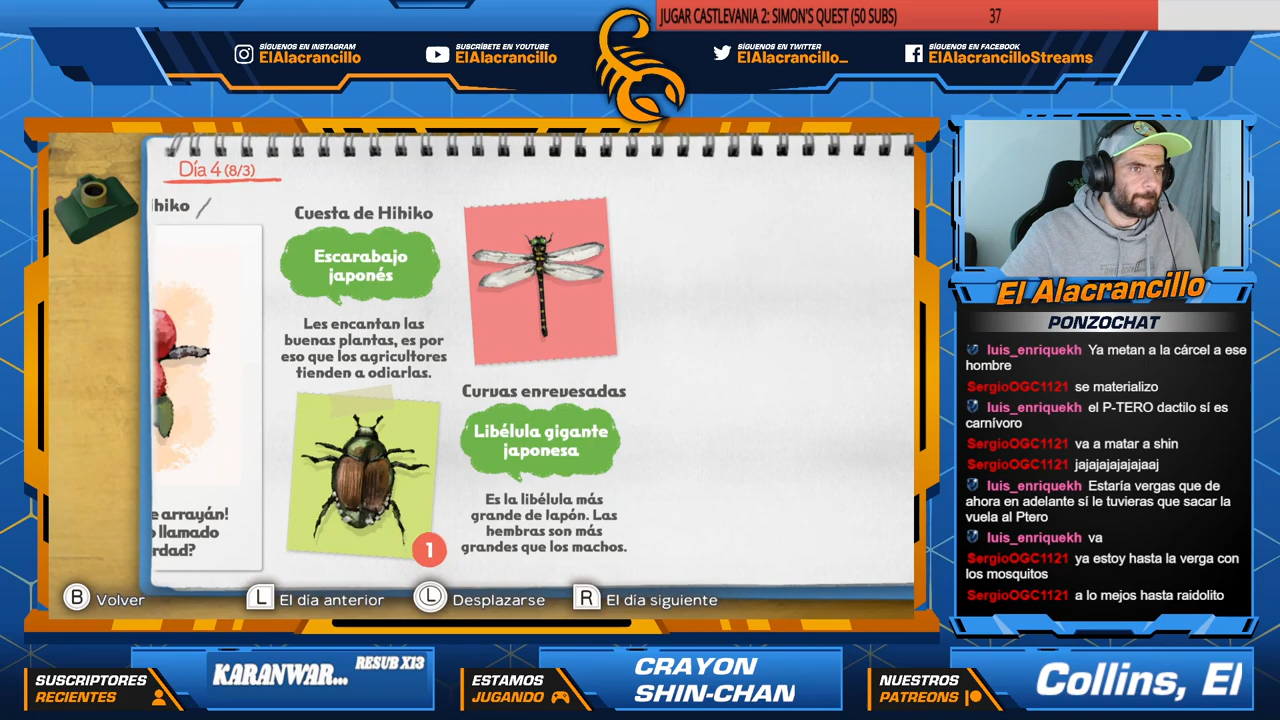 JUGAR CASTLEVANIA 2: SIMON'S QUEST (50 SUBS) 37
SÍGUENOS EN INSTAGRAM
ElAlacrancillo
SUSCRÍBETE EN YOUTUBE
ElAlacrancillo
SÍGUENOS EN TWITTER
ElAlacrancillo_
SÍGUENOS EN FACEBOOK
ElAlacrancilloStreams
Día 4 (8/3)
ihiko
e arrayán!
o llamado
rdad?
Cuesta de Hihiko
Escarabajo
japonés
Les encantan las
buenas plantas, es por
eso que los agricultores
tienden a odiarlas.
1
Curvas enrevesadas
Libélula gigante
japonesa
Es la libélula más
grande de Japón. Las
hembras son más
grandes que los machos.
B Volver
L El día anterior
L Desplazarse
R El día siguiente
El Alacrancillo
PONZOCHAT
luis_enriquekh Ya metan a la cárcel a ese
hombre
SergioOGC1121 se materializo
luis_enriquekh el P-TERO dactilo sí es
carnívoro
SergioOGC1121 va a matar a shin
SergioOGC1121 jajajajajajaaj
luis_enriquekh Estaría vergas que de
ahora en adelante sí le tuvieras que sacar la
vuela al Ptero
luis_enriquekh va
SergioOGC1121 ya estoy hasta la verga con
los mosquitos
SergioOGC1121 a lo mejos hasta raidolito
SUSCRIPTORES
RECIENTES
KARANWAR... RESUB X13
ESTAMOS
JUGANDO
CRAYON
SHIN-CHAN
NUESTROS
PATREONS
Collins, El